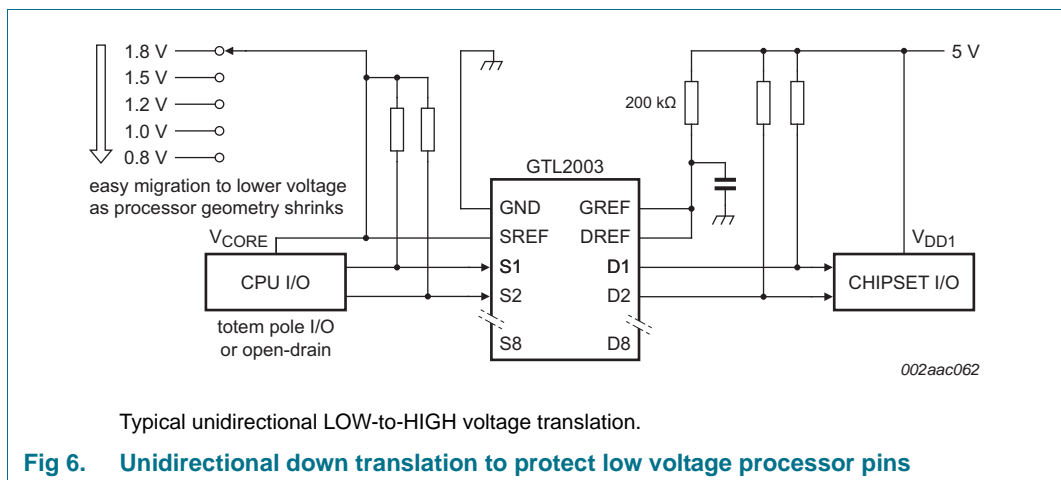 1.8 V
1.5 V
1.2 V
1.0 V
0.8 V
easy migration to lower voltage
as processor geometry shrinks
5 V
200 kΩ
GTL2003
GND GREF
SREF DREF
S1 D1
S2 D2
S8 D8
VCORE
CPU I/O
totem pole I/O
or open-drain
VDD1
CHIPSET I/O
002aac062
Typical unidirectional LOW-to-HIGH voltage translation.
Fig 6. Unidirectional down translation to protect low voltage processor pins